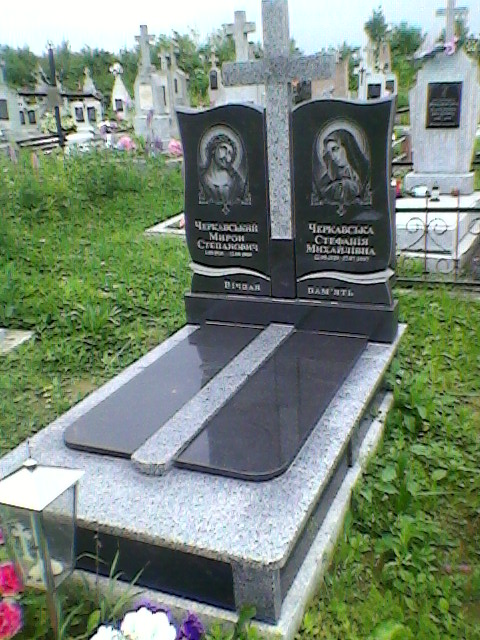 Черкавський
Мирон
Степанович
Черкавська
Стефанія
Михайлівна
Вічная
пам'ять